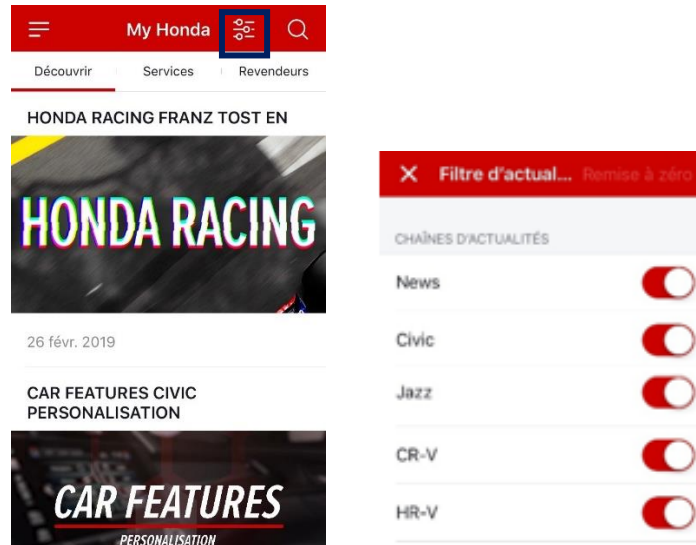 My Honda
Découvrir Services Revendeurs
HONDA RACING FRANZ TOST EN
HONDA RACING
26 févr. 2019
CAR FEATURES CIVIC
PERSONALISATION
CAR FEATURES
PERSONALISATION
Filtre d'actual... Remise à zéro
CHAÎNES D'ACTUALITÉS
News
Civic
Jazz
CR-V
HR-V